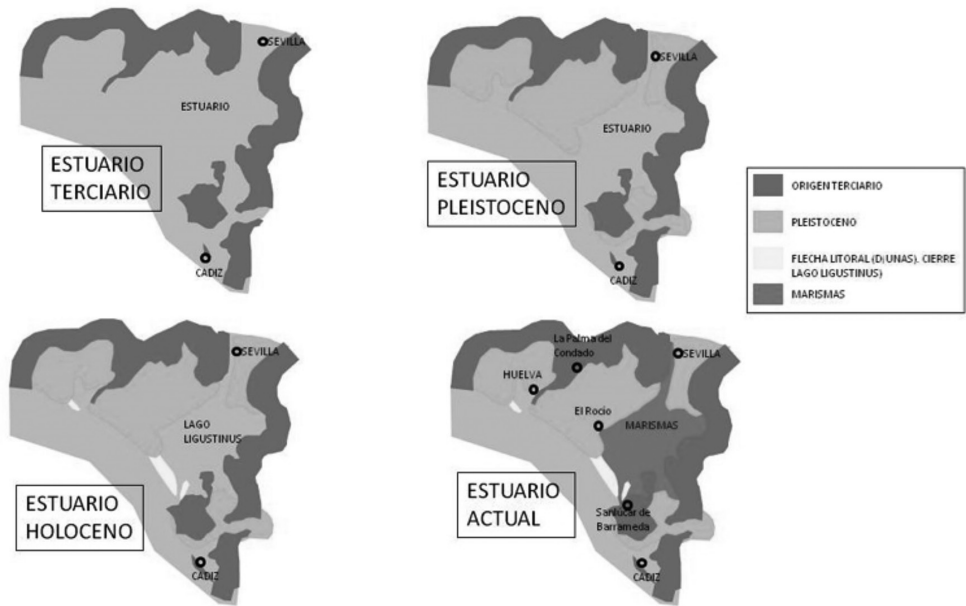 SEVILLA
ESTUARIO
ESTUARIO
TERCIARIO
CADIZ
SEVILLA
ESTUARIO
ESTUARIO
PLEISTOCENO
CADIZ
ORIGEN TERCIARIO
PLEISTOCENO
FLECHA LITORAL (D(UNAS). CIERRE
LAGO LIGUSTINUS)
MARISMAS
SEVILLA
LAGO
LIGUSTINUS
ESTUARIO
HOLOCENO
CADIZ
La Palma del
Condado
SEVILLA
HUELVA
El Rocío
MARISMAS
ESTUARIO
ACTUAL
Sanlúcar de
Barrameda
CADIZ